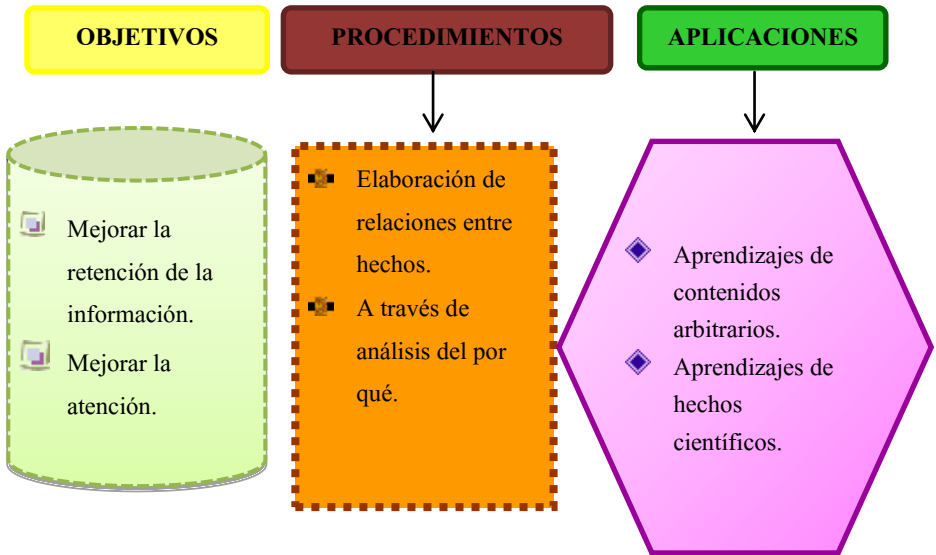 OBJETIVOS
PROCEDIMIENTOS
APLICACIONES
Mejorar la
retención de la
información.
Mejorar la
atención.
Elaboración de
relaciones entre
hechos.
A través de
análisis del por
qué.
Aprendizajes de
contenidos
arbitrarios.
Aprendizajes de
hechos
científicos.